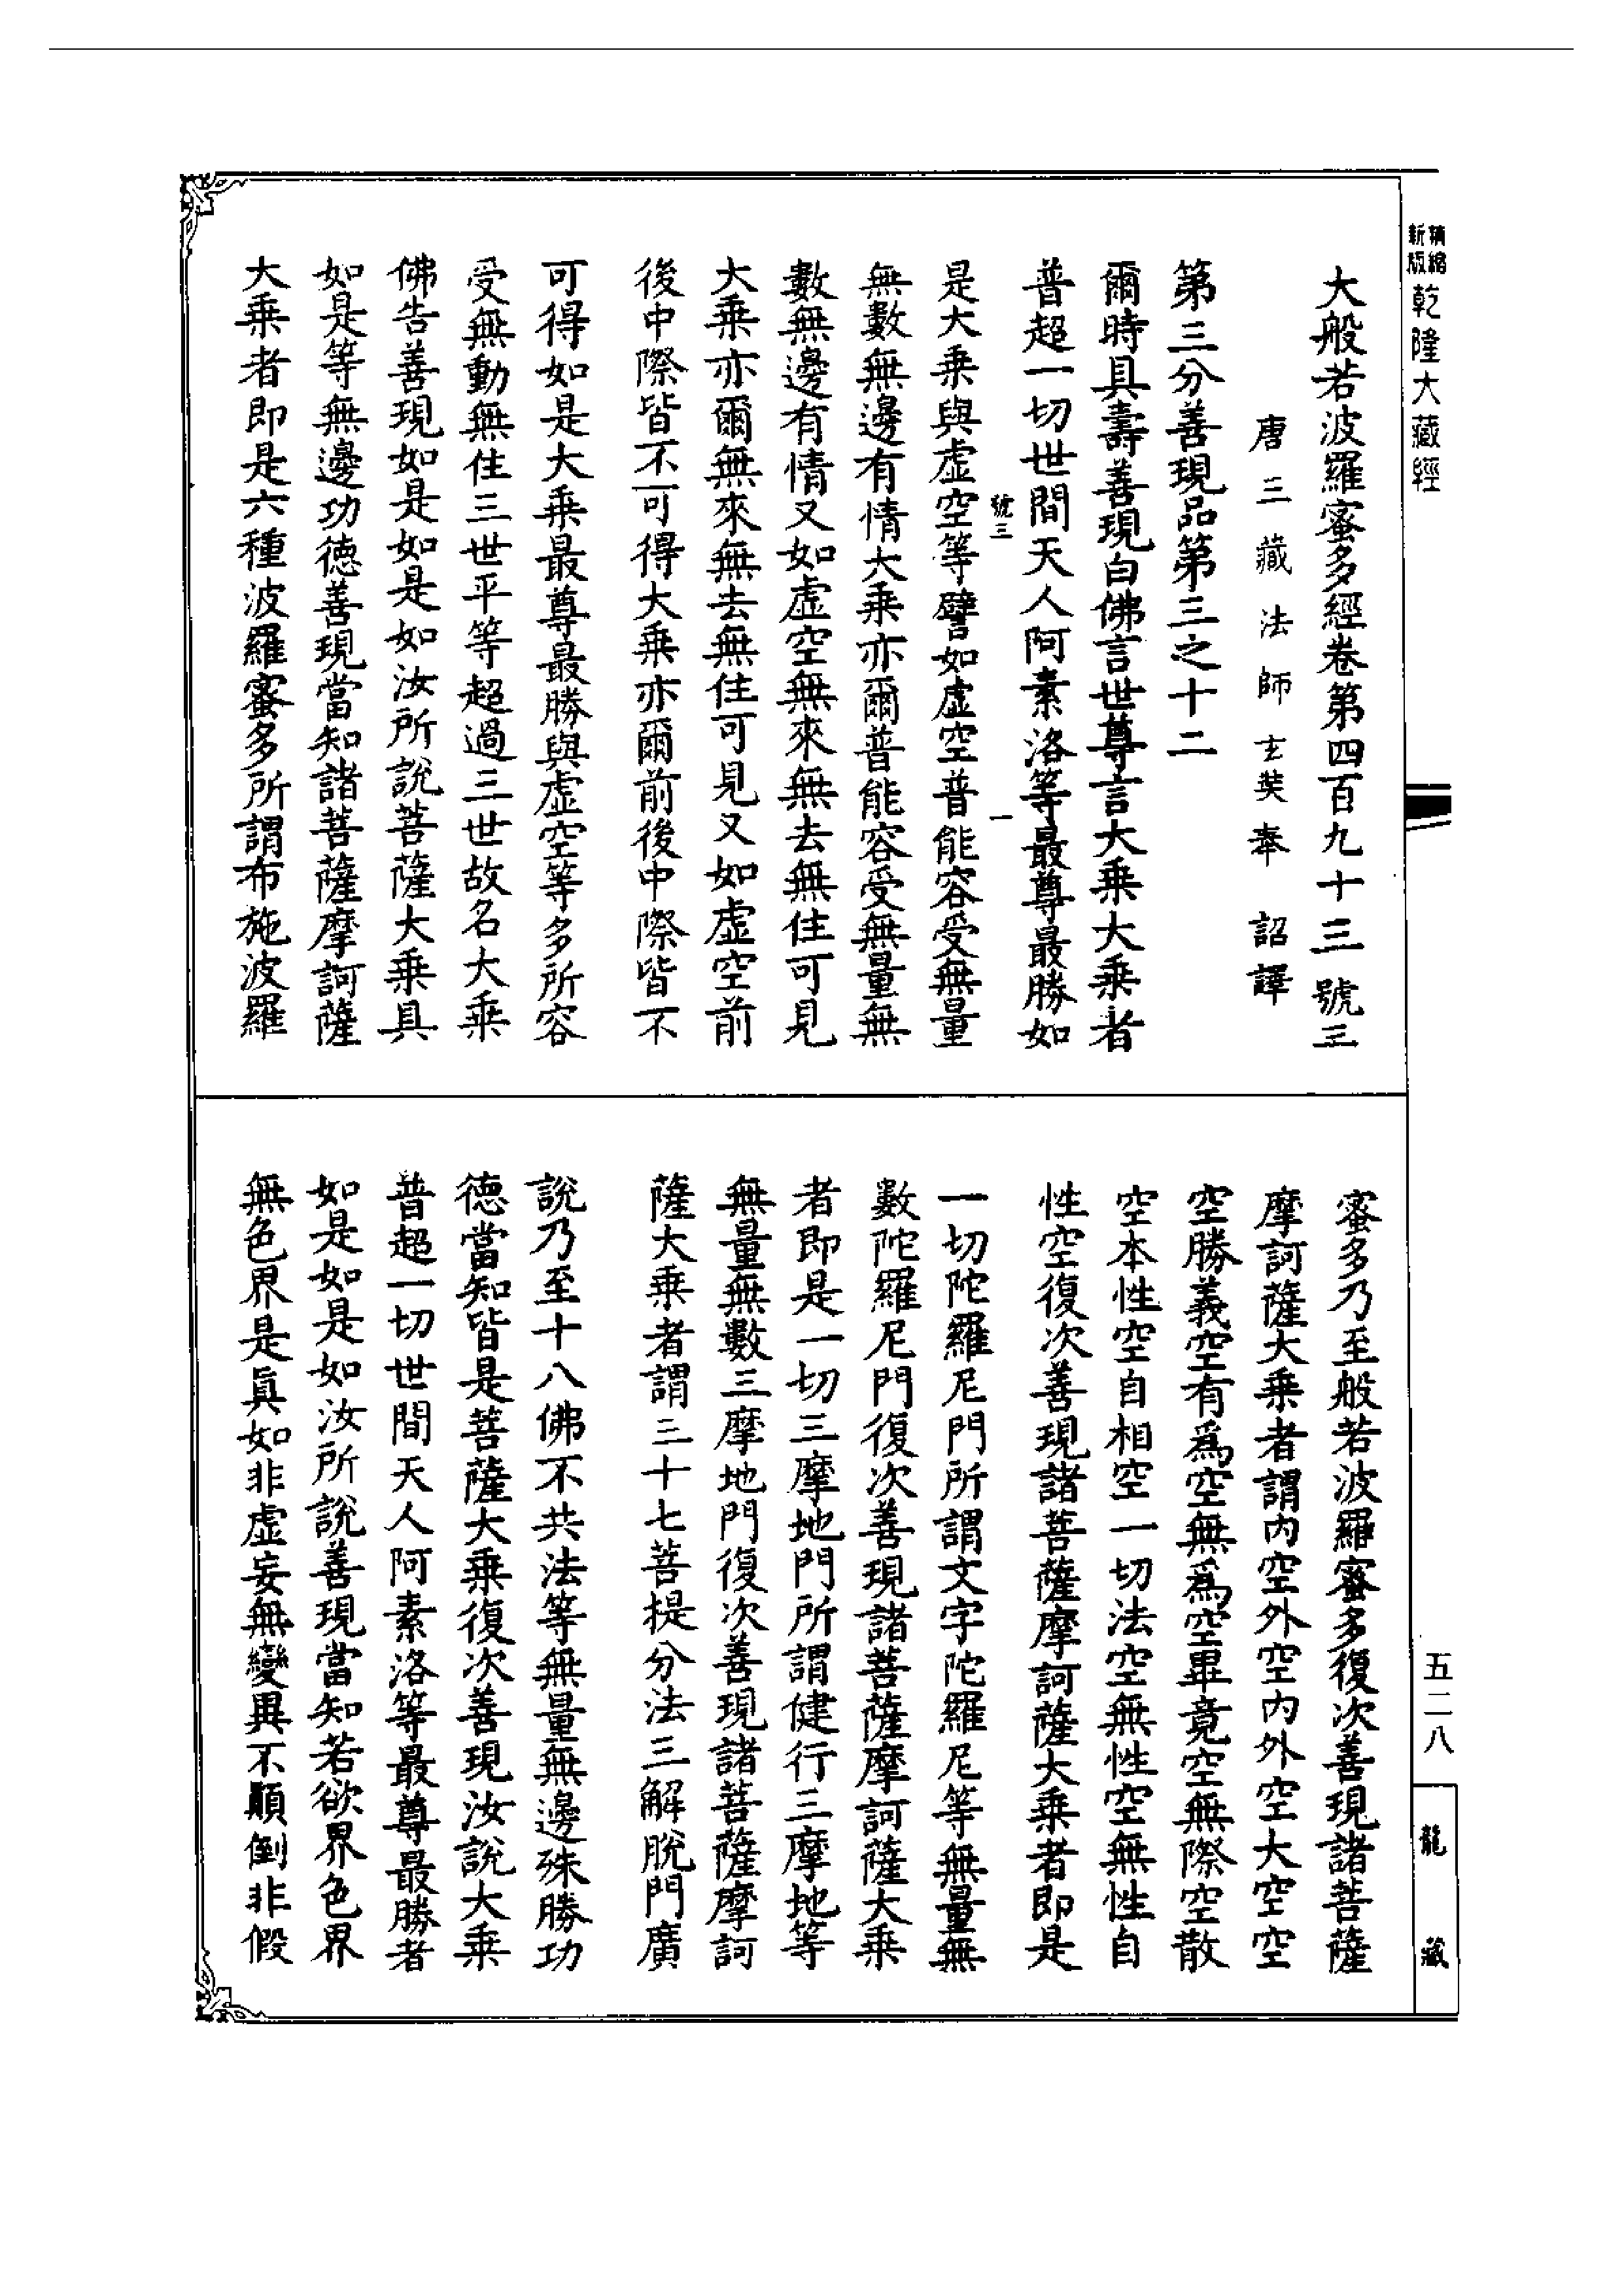 精縮新版
乾隆大藏經
大般若波羅蜜多經卷第四百九十三 號三
唐三藏法師玄奘奉 詔譯
第三分善現品第三之十二
爾時具壽善現白佛言世尊言大乘大乘者
普超一切世間天人阿素洛等最尊最勝如
號三 一
是大乘與虛空等譬如虛空普能容受無量
無數無邊有情大乘亦爾普能容受無量無
數無邊有情又如虛空無來無去無住可見
大乘亦爾無來無去無住可見又如虛空前
後中際皆不可得大乘亦爾前後中際皆不
可得如是大乘最尊最勝與虛空等多所容
受無動無住三世平等超過三世故名大乘
佛告善現如是如是如汝所說菩薩大乘具
如是等無邊功德善現當知諸菩薩摩訶薩
大乘者即是六種波羅蜜多所謂布施波羅
蜜多乃至般若波羅蜜多復次善現諸菩薩
摩訶薩大乘者謂內空外空內外空大空空
空勝義空有爲空無爲空畢竟空無際空散
空本性空自相空一切法空無性空無性自
性空復次善現諸菩薩摩訶薩大乘者即是
一切陀羅尼門所謂文字陀羅尼等無量無
數陀羅尼門復次善現諸菩薩摩訶薩大乘
者即是一切三摩地門所謂健行三摩地等
無量無數三摩地門復次善現諸菩薩摩訶
薩大乘者謂三十七菩提分法三解脫門廣
說乃至十八佛不共法等無量無邊殊勝功
德當知皆是菩薩大乘復次善現汝說大乘
普超一切世間天人阿素洛等最尊最勝者
如是如是如汝所說善現當知若欲界色界
無色界是眞如非虛妄無變異不顚倒非假
五二八
龍藏